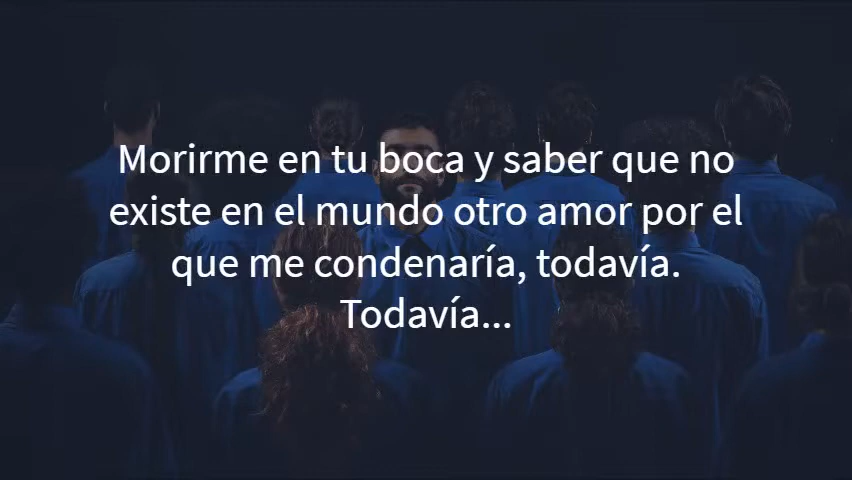 Morirme en tu boca y saber que no
existe en el mundo otro amor por el
que me condenaría, todavía.
Todavía...